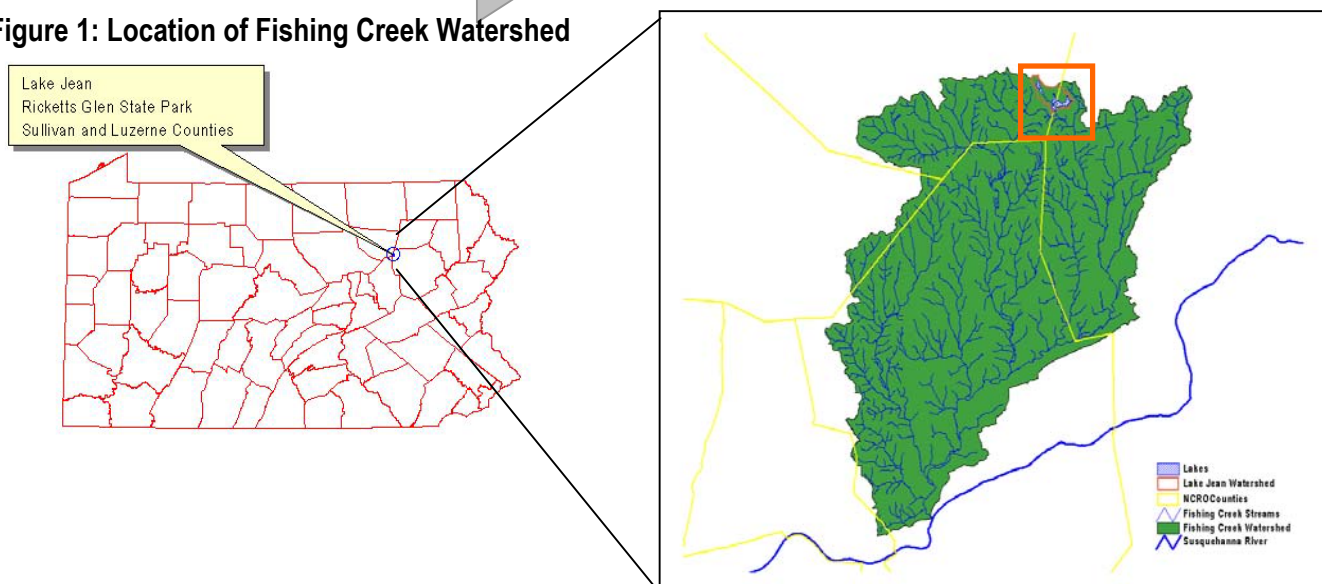 igure 1: Location of Fishing Creek Watershed
Lake Jean
Ricketts Glen State Park
Sullivan and Luzerne Counties
Lakes
Lake Jean Watershed
NCROCounties
Fishing Creek Streams
Fishing Creek Watershed
Susquehanna River